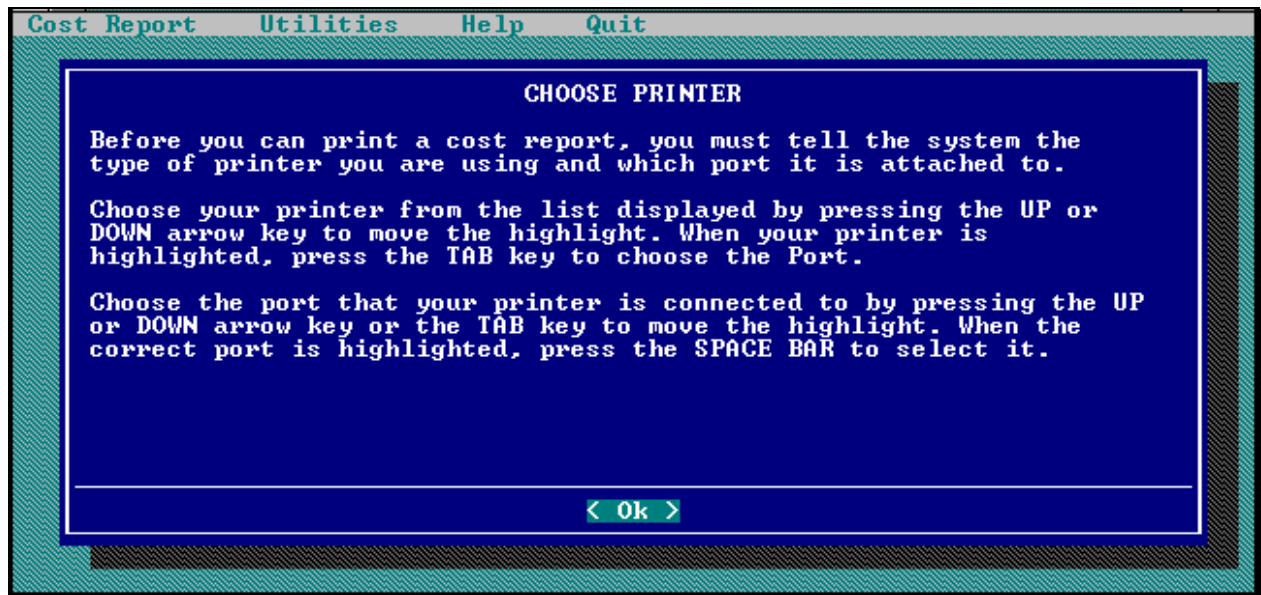 Cost Report Utilities Help Quit
CHOOSE PRINTER
Before you can print a cost report, you must tell the system the
type of printer you are using and which port it is attached to.
Choose your printer from the list displayed by pressing the UP or
DOWN arrow key to move the highlight. When your printer is
highlighted, press the TAB key to choose the Port.
Choose the port that your printer is connected to by pressing the UP
or DOWN arrow key or the TAB key to move the highlight. When the
correct port is highlighted, press the SPACE BAR to select it.
< Ok >